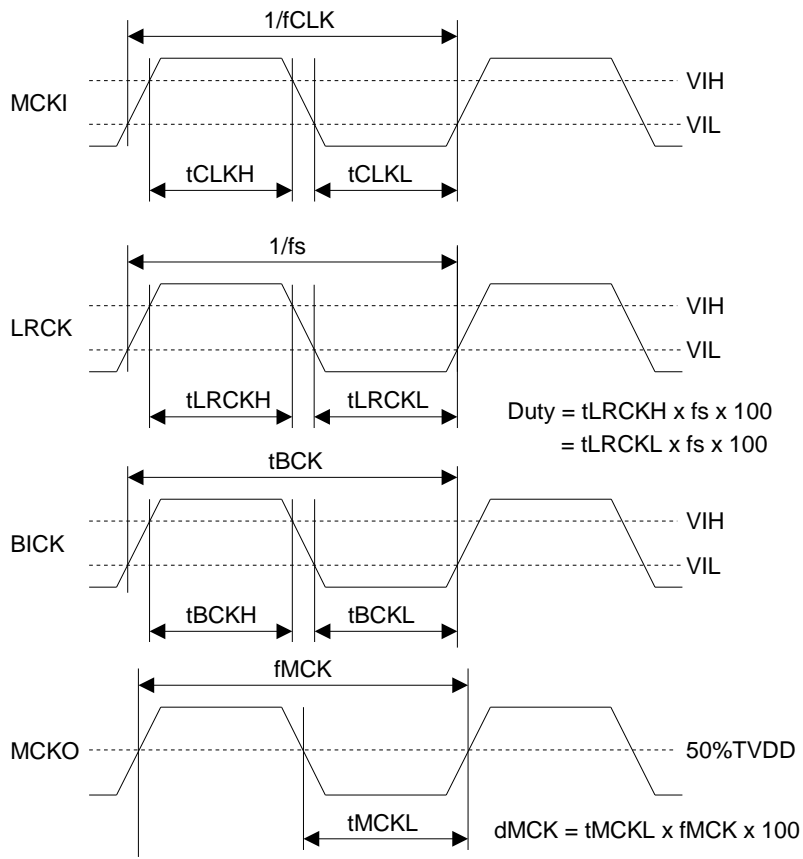 1/fCLK
MCKI
VIH
VIL
tCLKH
tCLKL
1/fs
LRCK
VIH
VIL
tLRCKH
tLRCKL
Duty = tLRCKH x fs x 100
= tLRCKL x fs x 100
tBCK
BICK
VIH
VIL
tBCKH
tBCKL
fMCK
MCKO
50%TVDD
tMCKL
dMCK = tMCKL x fMCK x 100